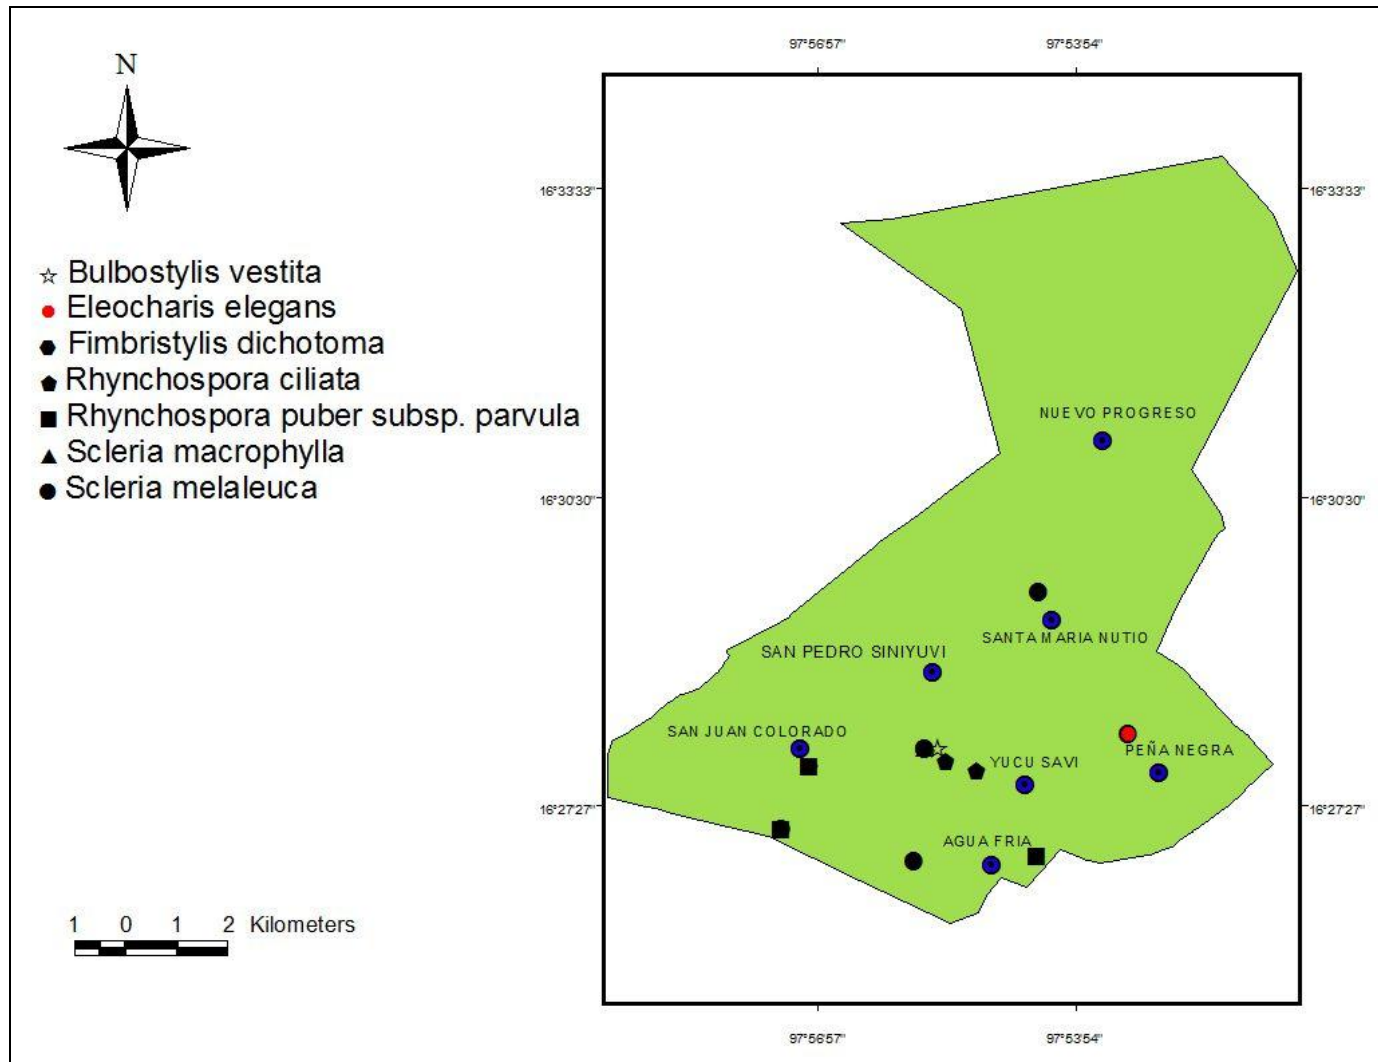 97°56'57" 97°53'54"
N
16°33'33" 16°33'33"
Bulbostylis vestita
Eleocharis elegans
Fimbristylis dichotoma
Rhynchospora ciliata
Rhynchospora puber subsp. parvula
Scleria macrophylla
Scleria melaleuca
NUEVO PROGRESO
16°30'30" 16°30'30"
SANTA MARIA NUTIO
SAN PEDRO SINIYUVI
SAN JUAN COLORADO
PEÑA NEGRA
YUCU SAVI
16°27'27" 16°27'27"
AGUA FRIA
1 0 1 2 Kilometers
97°56'57" 97°53'54"